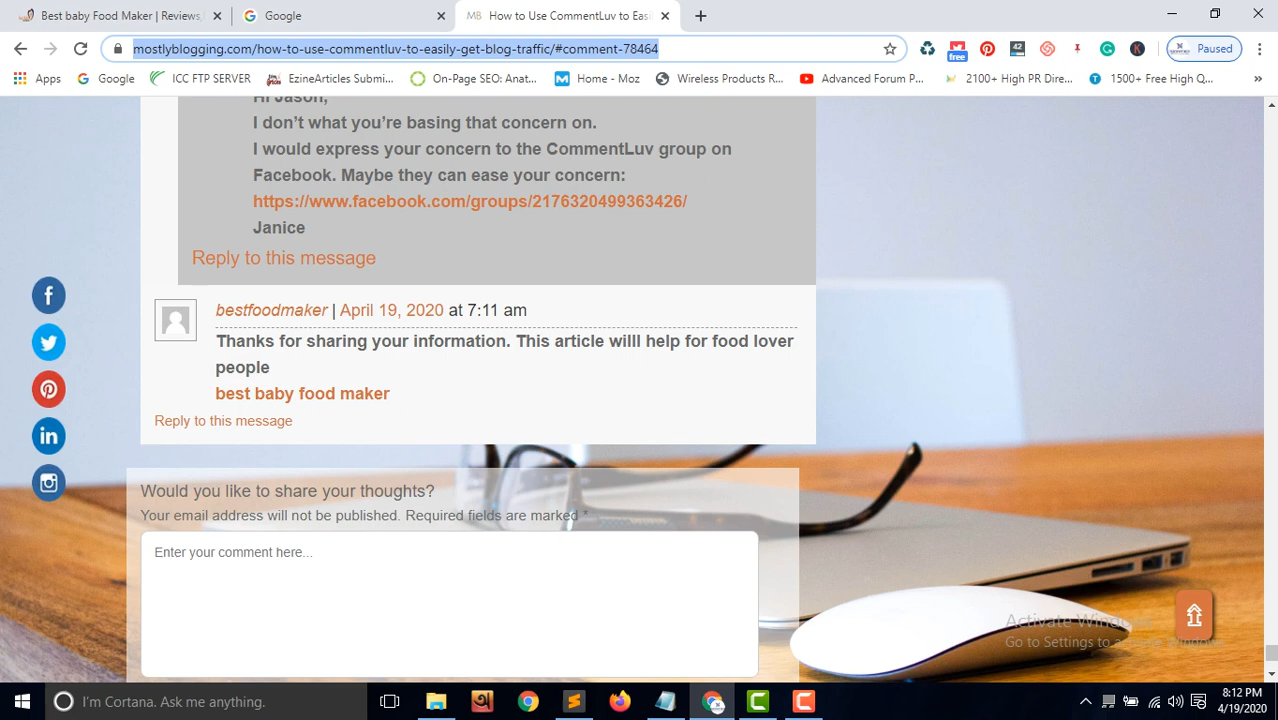 Best baby Food Maker | Reviews,
Google
MB How to Use CommentLuv to Easi
mostlyblogging.com/how-to-use-commentluv-to-easily-get-blog-traffic/#comment-78464
42
free
K
Paused
Apps
Google
ICC FTP SERVER
EzineArticles Submi...
On-Page SEO: Anat...
Home - Moz
Wireless Products R...
Advanced Forum P...
2100+ High PR Dire...
1500+ Free High Q...
Hi Jason,
I don't what you're basing that concern on.
I would express your concern to the CommentLuv group on
Facebook. Maybe they can ease your concern:
https://www.facebook.com/groups/2176320499363426/
Janice
Reply to this message
bestfoodmaker | April 19, 2020 at 7:11 am
Thanks for sharing your information. This article willl help for food lover
people
best baby food maker
Reply to this message
Would you like to share your thoughts?
Your email address will not be published. Required fields are marked *
Enter your comment here...
Activate Windows
Go to Settings to activate Windows.
I'm Cortana. Ask me anything.
8:12 PM
4/19/2020